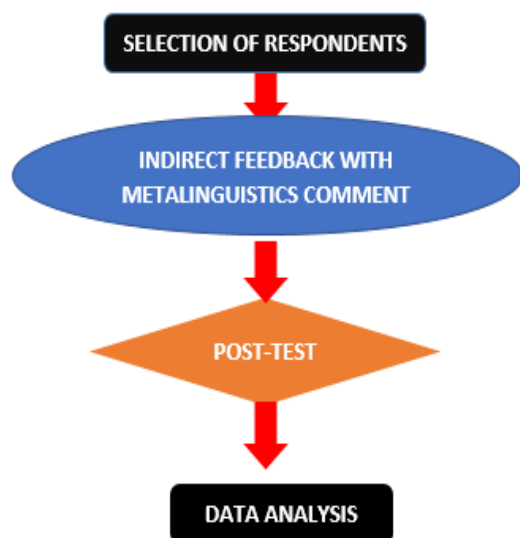 SELECTION OF RESPONDENTS
INDIRECT FEEDBACK WITH
METALINGUISTICS COMMENT
POST-TEST
DATA ANALYSIS